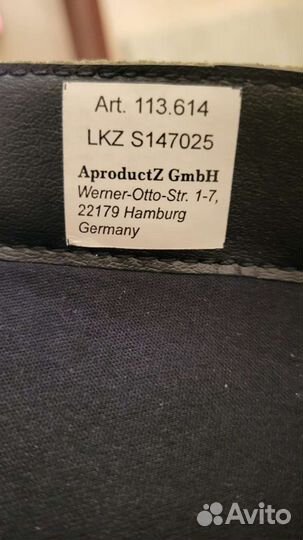 Art. 113.614
LKZ S147025
AproductZ GmbH
Werner-Otto-Str. 1-7,
22179 Hamburg
Germany
Avito